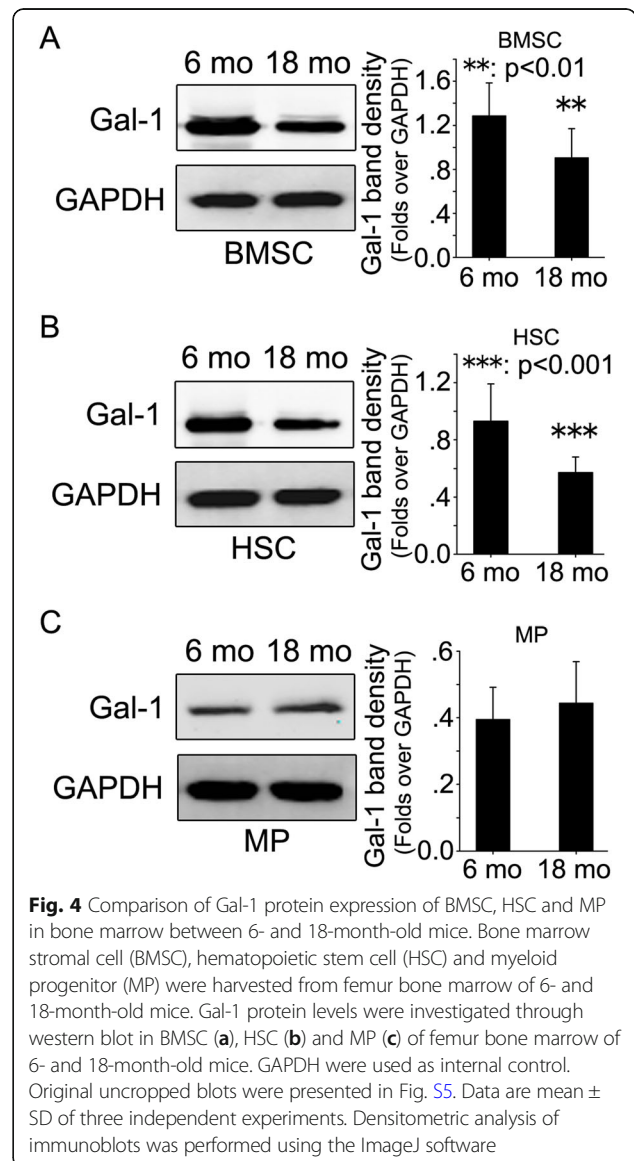 A
6 mo 18 mo
Gal-1
GAPDH
BMSC
Gal-1 band density
(Folds over GAPDH)
BMSC
**: p<0.01
**
1.6
1.2
.8
.4
0.0
6 mo 18 mo
B
6 mo 18 mo
Gal-1
GAPDH
HSC
Gal-1 band density
(Folds over GAPDH)
HSC
***: p<0.001
***
1.2
.8
.4
0.0
6 mo 18 mo
C
6 mo 18 mo
Gal-1
GAPDH
MP
Gal-1 band density
(Folds over GAPDH)
MP
.6
.4
.2
0.0
6 mo 18 mo
Fig. 4 Comparison of Gal-1 protein expression of BMSC, HSC and MP
in bone marrow between 6- and 18-month-old mice. Bone marrow
stromal cell (BMSC), hematopoietic stem cell (HSC) and myeloid
progenitor (MP) were harvested from femur bone marrow of 6- and
18-month-old mice. Gal-1 protein levels were investigated through
western blot in BMSC (a), HSC (b) and MP (c) of femur bone marrow of
6- and 18-month-old mice. GAPDH were used as internal control.
Original uncropped blots were presented in Fig. S5. Data are mean ±
SD of three independent experiments. Densitometric analysis of
immunoblots was performed using the ImageJ software